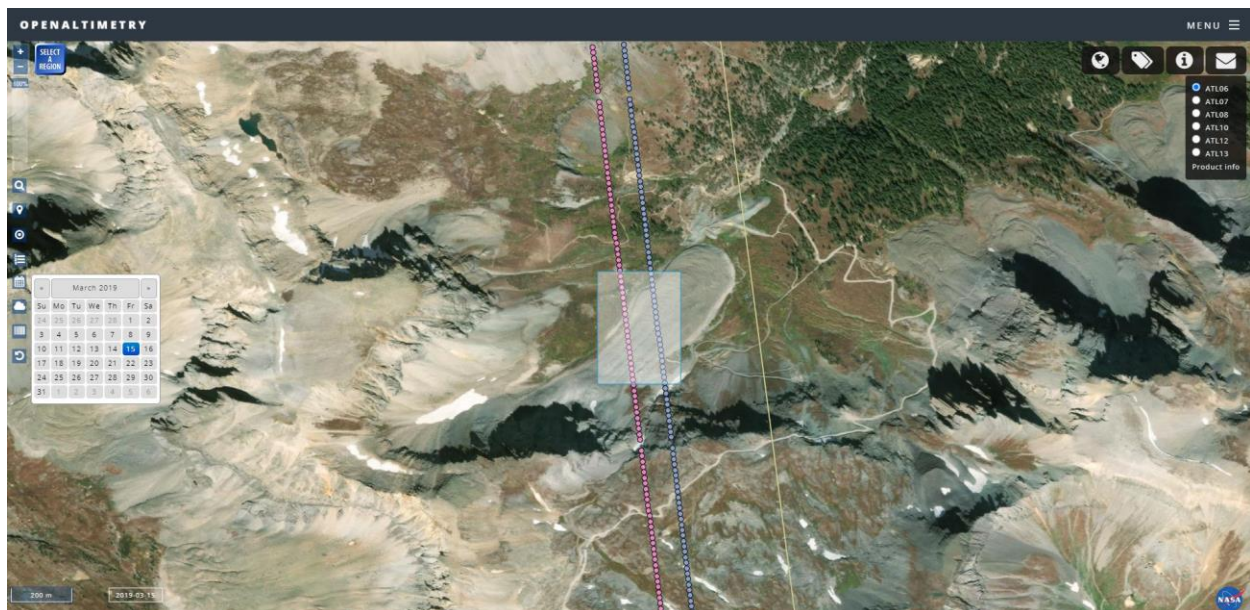 OPENALTIMETRY
MENU
+
SELECT A REGION
−
100%
ATL06
ATL07
ATL08
ATL10
ATL12
ATL13
Product info
« March 2019 »
Su Mo Tu We Th Fr Sa
24 25 26 27 28 1 2
3 4 5 6 7 8 9
10 11 12 13 14 15 16
17 18 19 20 21 22 23
24 25 26 27 28 29 30
31 1 2 3 4 5 6
200 m
2019-03-15
NASA